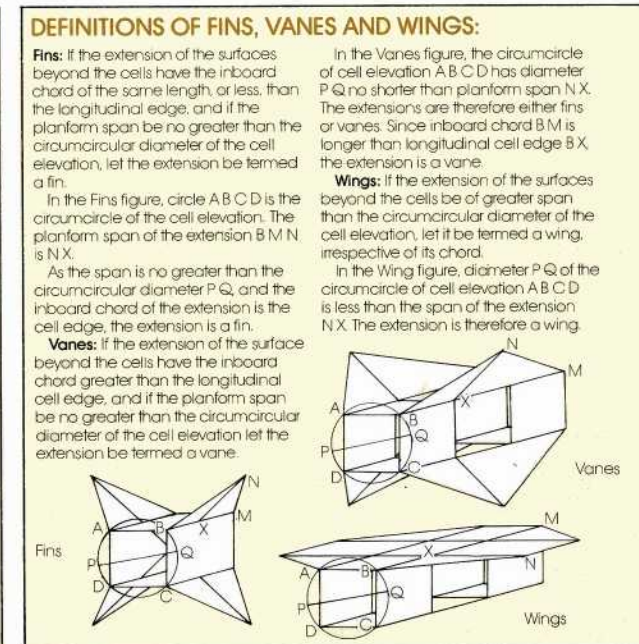 DEFINITIONS OF FINS, VANES AND WINGS:
Fins: If the extension of the surfaces
beyond the cells have the inboard
chord of the same length, or less, than
the longitudinal edge, and if the
planform span be no greater than the
circumcircular diameter of the cell
elevation, let the extension be termed
a fin.
In the Fins figure, circle A B C D is the
circumcircle of the cell elevation. The
planform span of the extension B M N
is N X.
As the span is no greater than the
circumcircular diameter P Q, and the
inboard chord of the extension is the
cell edge, the extension is a fin.
Vanes: If the extension of the surface
beyond the cells have the inboard
chord greater than the longitudinal
cell edge, and if the planform span
be no greater than the circumcircular
diameter of the cell elevation let the
extension be termed a vane.
In the Vanes figure, the circumcircle
of cell elevation A B C D has diameter
P Q no shorter than planform span N X.
The extensions are therefore either fins
or vanes. Since inboard chord B M is
longer than longitudinal cell edge B X,
the extension is a vane.
Wings: If the extension of the surfaces
beyond the cells be of greater span
than the circumcircular diameter of the
cell elevation, let it be termed a wing,
irrespective of its chord.
In the Wing figure, diameter P Q of the
circumcircle of cell elevation A B C D
is less than the span of the extension
N X. The extension is therefore a wing.
N
M
A
X
B
Q
P
D
C
Vanes
N
M
A
B
X
Fins
P
Q
D
C
M
X
N
A
B
Q
P
D
C
Wings